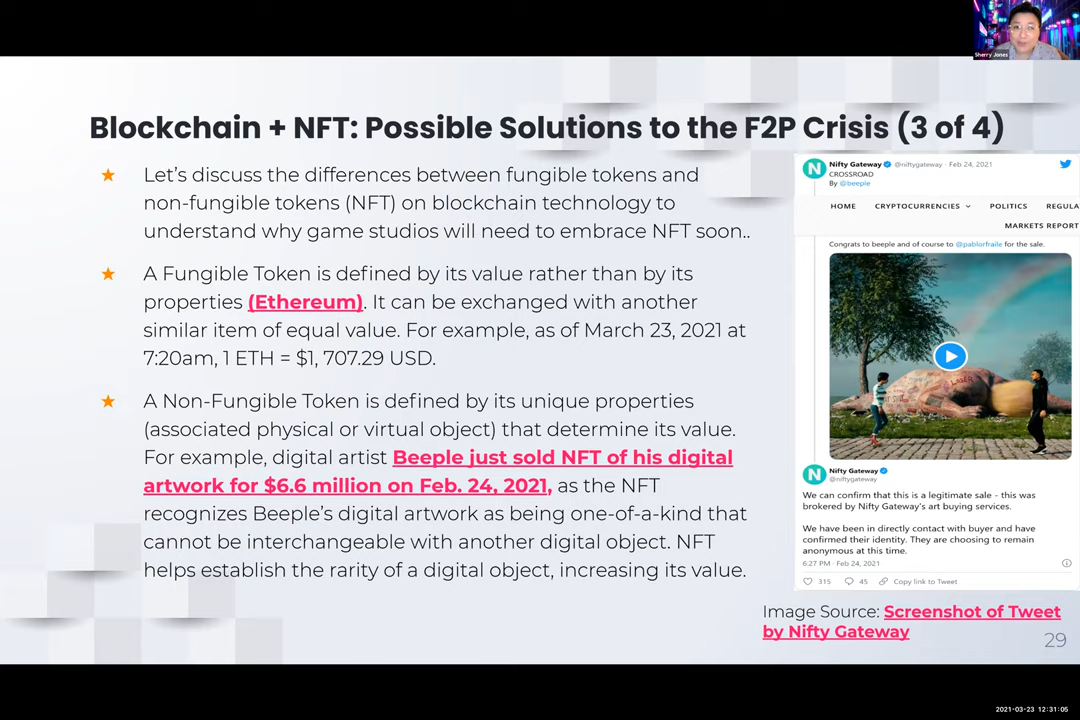 Sherry Jones
Blockchain + NFT: Possible Solutions to the F2P Crisis (3 of 4)
Let's discuss the differences between fungible tokens and
non-fungible tokens (NFT) on blockchain technology to
understand why game studios will need to embrace NFT soon..
A Fungible Token is defined by its value rather than by its
properties (Ethereum). It can be exchanged with another
similar item of equal value. For example, as of March 23, 2021 at
7:20am, 1 ETH = $1, 707.29 USD.
A Non-Fungible Token is defined by its unique properties
(associated physical or virtual object) that determine its value.
For example, digital artist Beeple just sold NFT of his digital
artwork for $6.6 million on Feb. 24, 2021, as the NFT
recognizes Beeple's digital artwork as being one-of-a-kind that
cannot be interchangeable with another digital object. NFT
helps establish the rarity of a digital object, increasing its value.
N
Nifty Gateway @niftygateway · Feb 24, 2021
CROSSROAD
By @beeple
HOME CRYPTOCURRENCIES POLITICS REGULA
MARKETS REPORT
Congrats to beeple and of course to @pablorfraile for the sale.
LOSER
N
Nifty Gateway
@niftygateway
We can confirm that this is a legitimate sale - this was
brokered by Nifty Gateway's art buying services.
We have been in directly contact with buyer and have
confirmed their identity. They are choosing to remain
anonymous at this time.
6:27 PM · Feb 24, 2021
315 45 Copy link to Tweet
Image Source: Screenshot of Tweet
by Nifty Gateway
29
2021-03-23 12:31:05